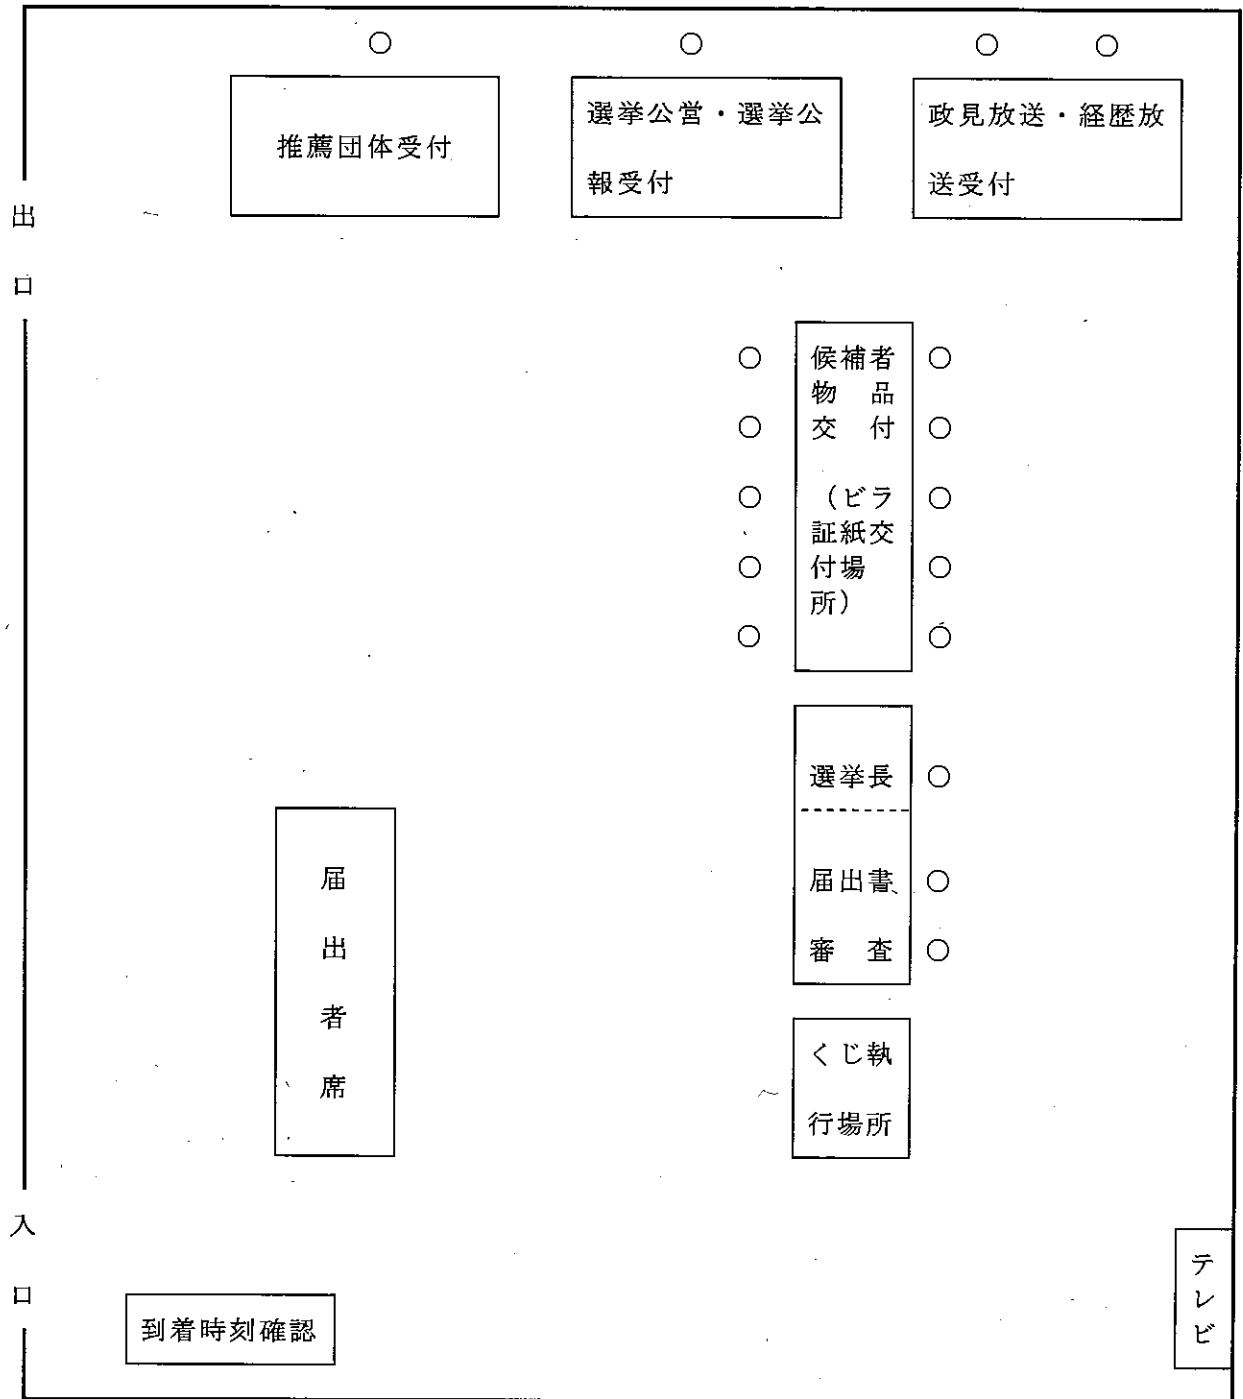 推薦団体受付
選挙公営・選挙公
報受付
政見放送・経歴放
送受付
出
口
候補者
物品
交付
（ビラ
証紙交
付場
所）
選挙長
届出書
審査
届
出
者
席
くじ執
行場所
入
口
到着時刻確認
テ
レ
ビ